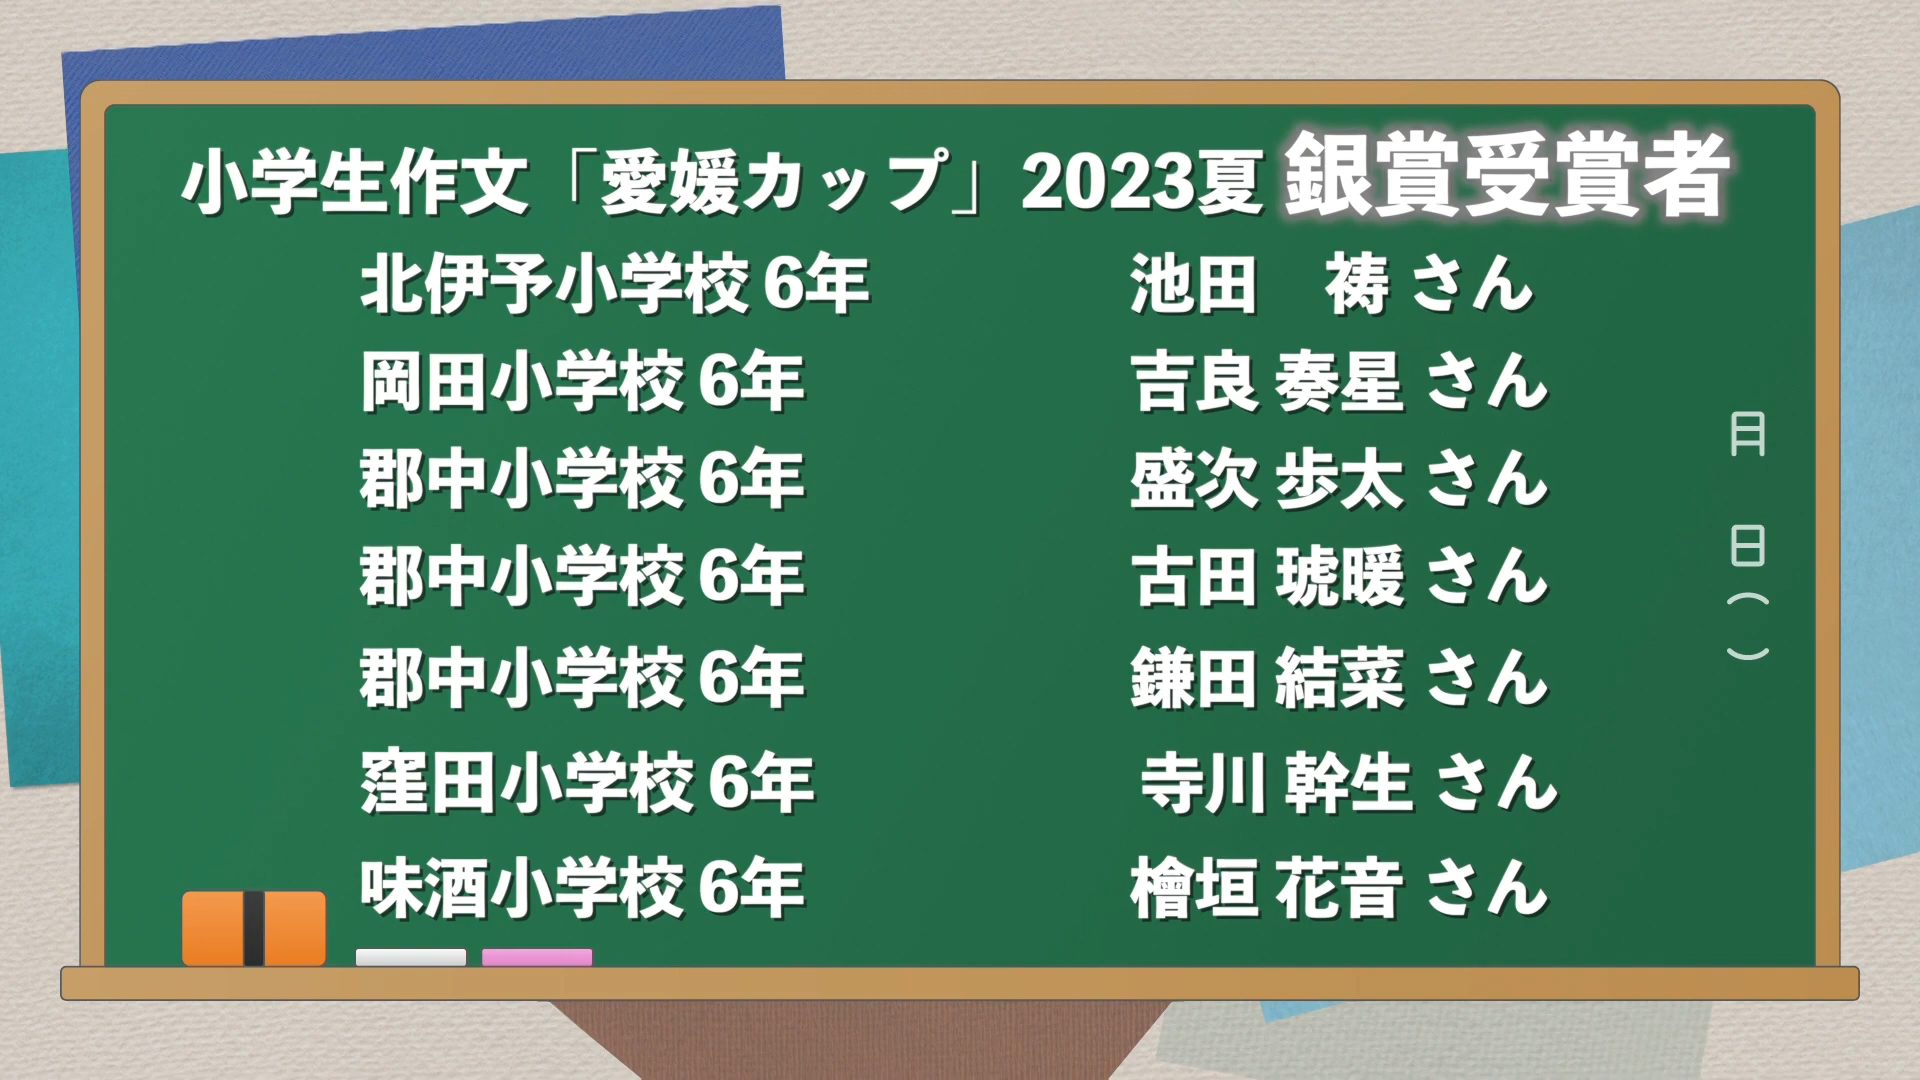 小学生作文「愛媛カップ」2023夏 銀賞受賞者
北伊予小学校 6年　池田　祷 さん
岡田小学校 6年　吉良 奏星 さん
郡中小学校 6年　盛次 歩太 さん
郡中小学校 6年　古田 琥暖 さん
郡中小学校 6年　鎌田 結菜 さん
窪田小学校 6年　寺川 幹生 さん
味酒小学校 6年　檜垣 花音 さん
月　日（　）